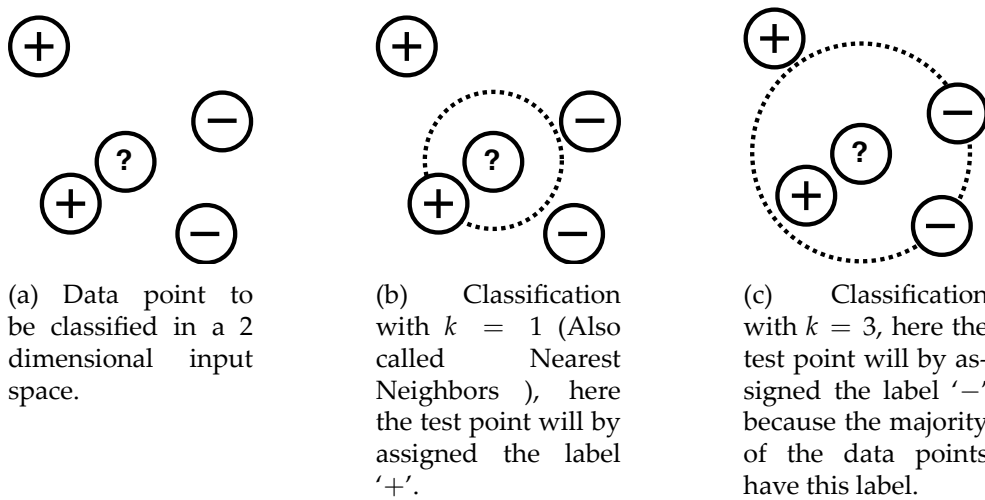 +
−
?
+
−
+
−
?
+
−
+
−
?
+
−
(a) Data point to
be classified in a 2
dimensional input
space.
(b) Classification
with k = 1 (Also
called Nearest
Neighbors ), here
the test point will by
assigned the label
‘+’.
(c) Classification
with k = 3, here the
test point will by as-
signed the label ‘−’
because the majority
of the data points
have this label.